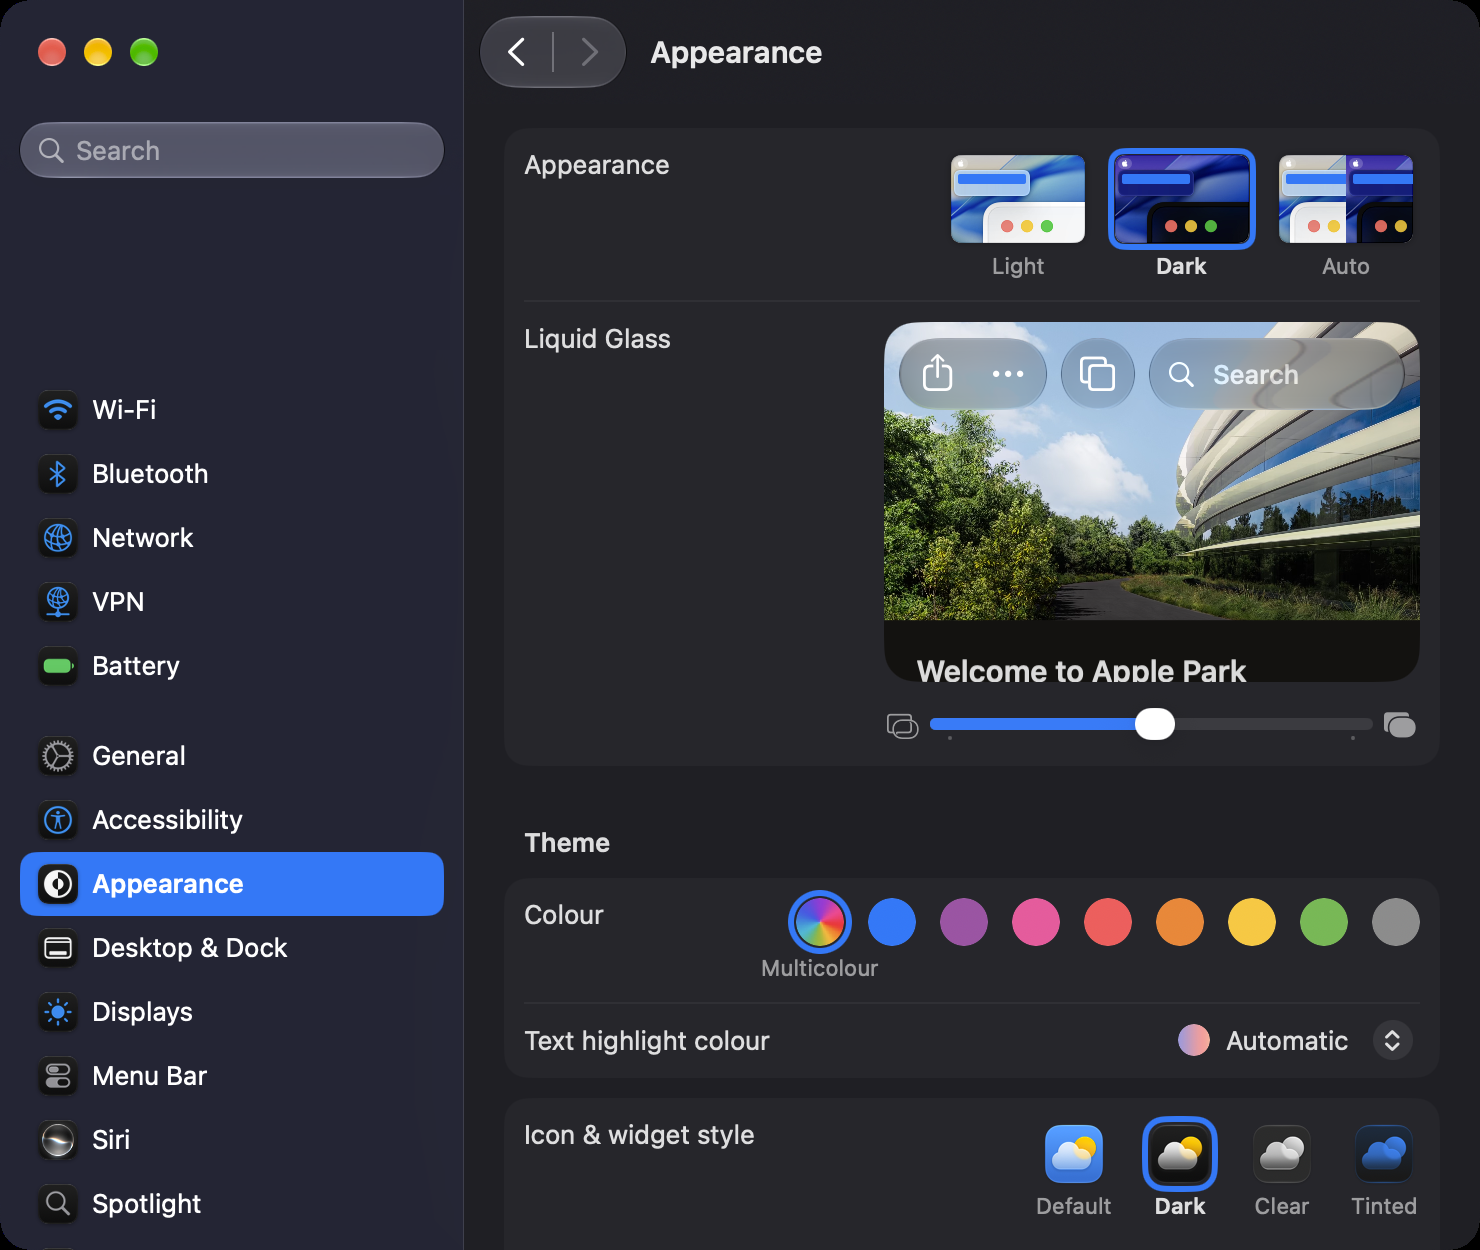 Appearance
Search
Wi-Fi
Bluetooth
Network
VPN
Battery
General
Accessibility
Appearance
Desktop & Dock
Displays
Menu Bar
Siri
Spotlight
Appearance
Light
Dark
Auto
Liquid Glass
Search
Welcome to Apple Park
Theme
Colour
Multicolour
Text highlight colour
Automatic
Icon & widget style
Default
Dark
Clear
Tinted